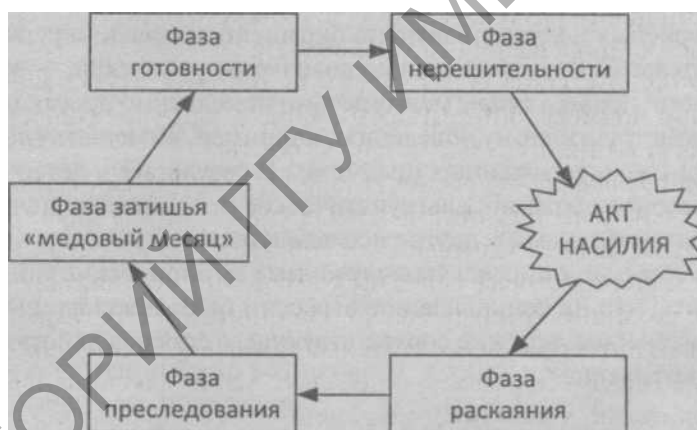 Фаза
готовности
Фаза
нерешительности
Фаза затишья
«медовый месяц»
АКТ
НАСИЛИЯ
Фаза
преследования
Фаза
раскаяния